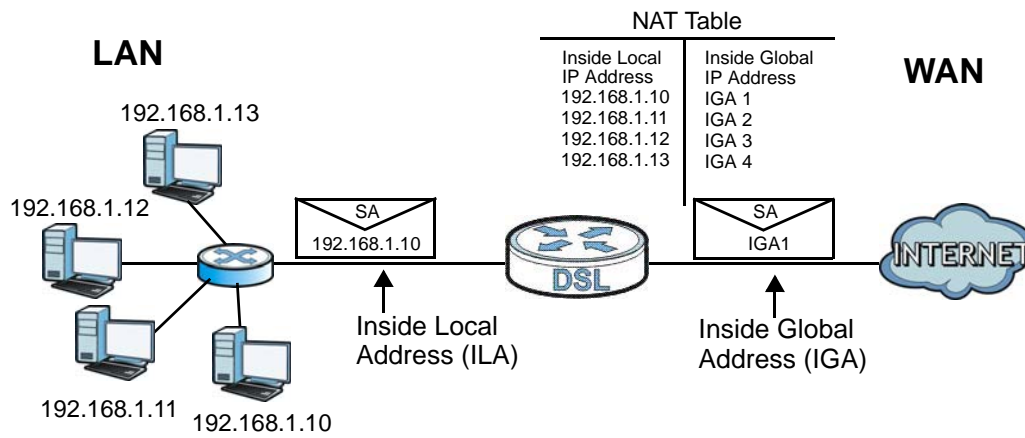 NAT Table
LAN
WAN
Inside Local
IP Address
192.168.1.10
192.168.1.11
192.168.1.12
192.168.1.13
Inside Global
IP Address
IGA 1
IGA 2
IGA 3
IGA 4
192.168.1.13
192.168.1.12
192.168.1.11
192.168.1.10
SA
192.168.1.10
DSL
SA
IGA1
INTERNET
Inside Local
Address (ILA)
Inside Global
Address (IGA)